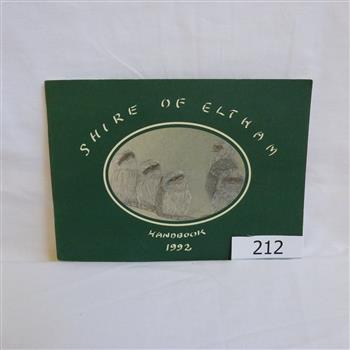 SHIRE OF ELTHAM
HANDBOOK
1992
212